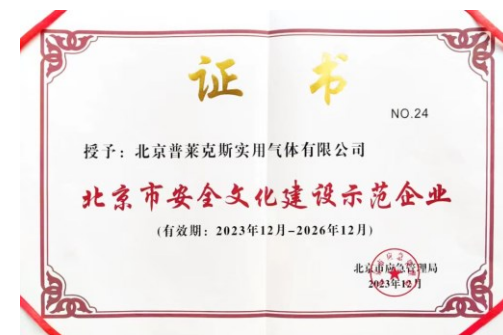 证书
NO.24
授予：北京普莱克斯实用气体有限公司
北京市安全文化建设示范企业
(有效期：2023年12月-2026年12月)
北京市应急管理局
2023年12月